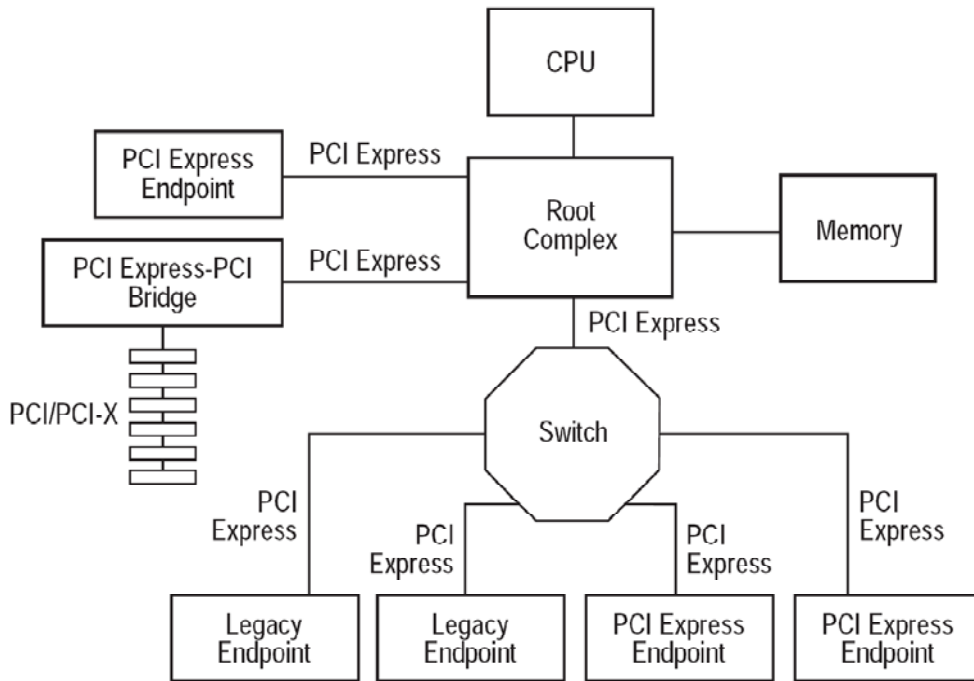 CPU
PCI Express
Endpoint
PCI Express
Root
Complex
Memory
PCI Express-PCI
Bridge
PCI Express
PCI Express
PCI/PCI-X
Switch
PCI
Express
PCI
Express
PCI
Express
PCI
Express
Legacy
Endpoint
Legacy
Endpoint
PCI Express
Endpoint
PCI Express
Endpoint